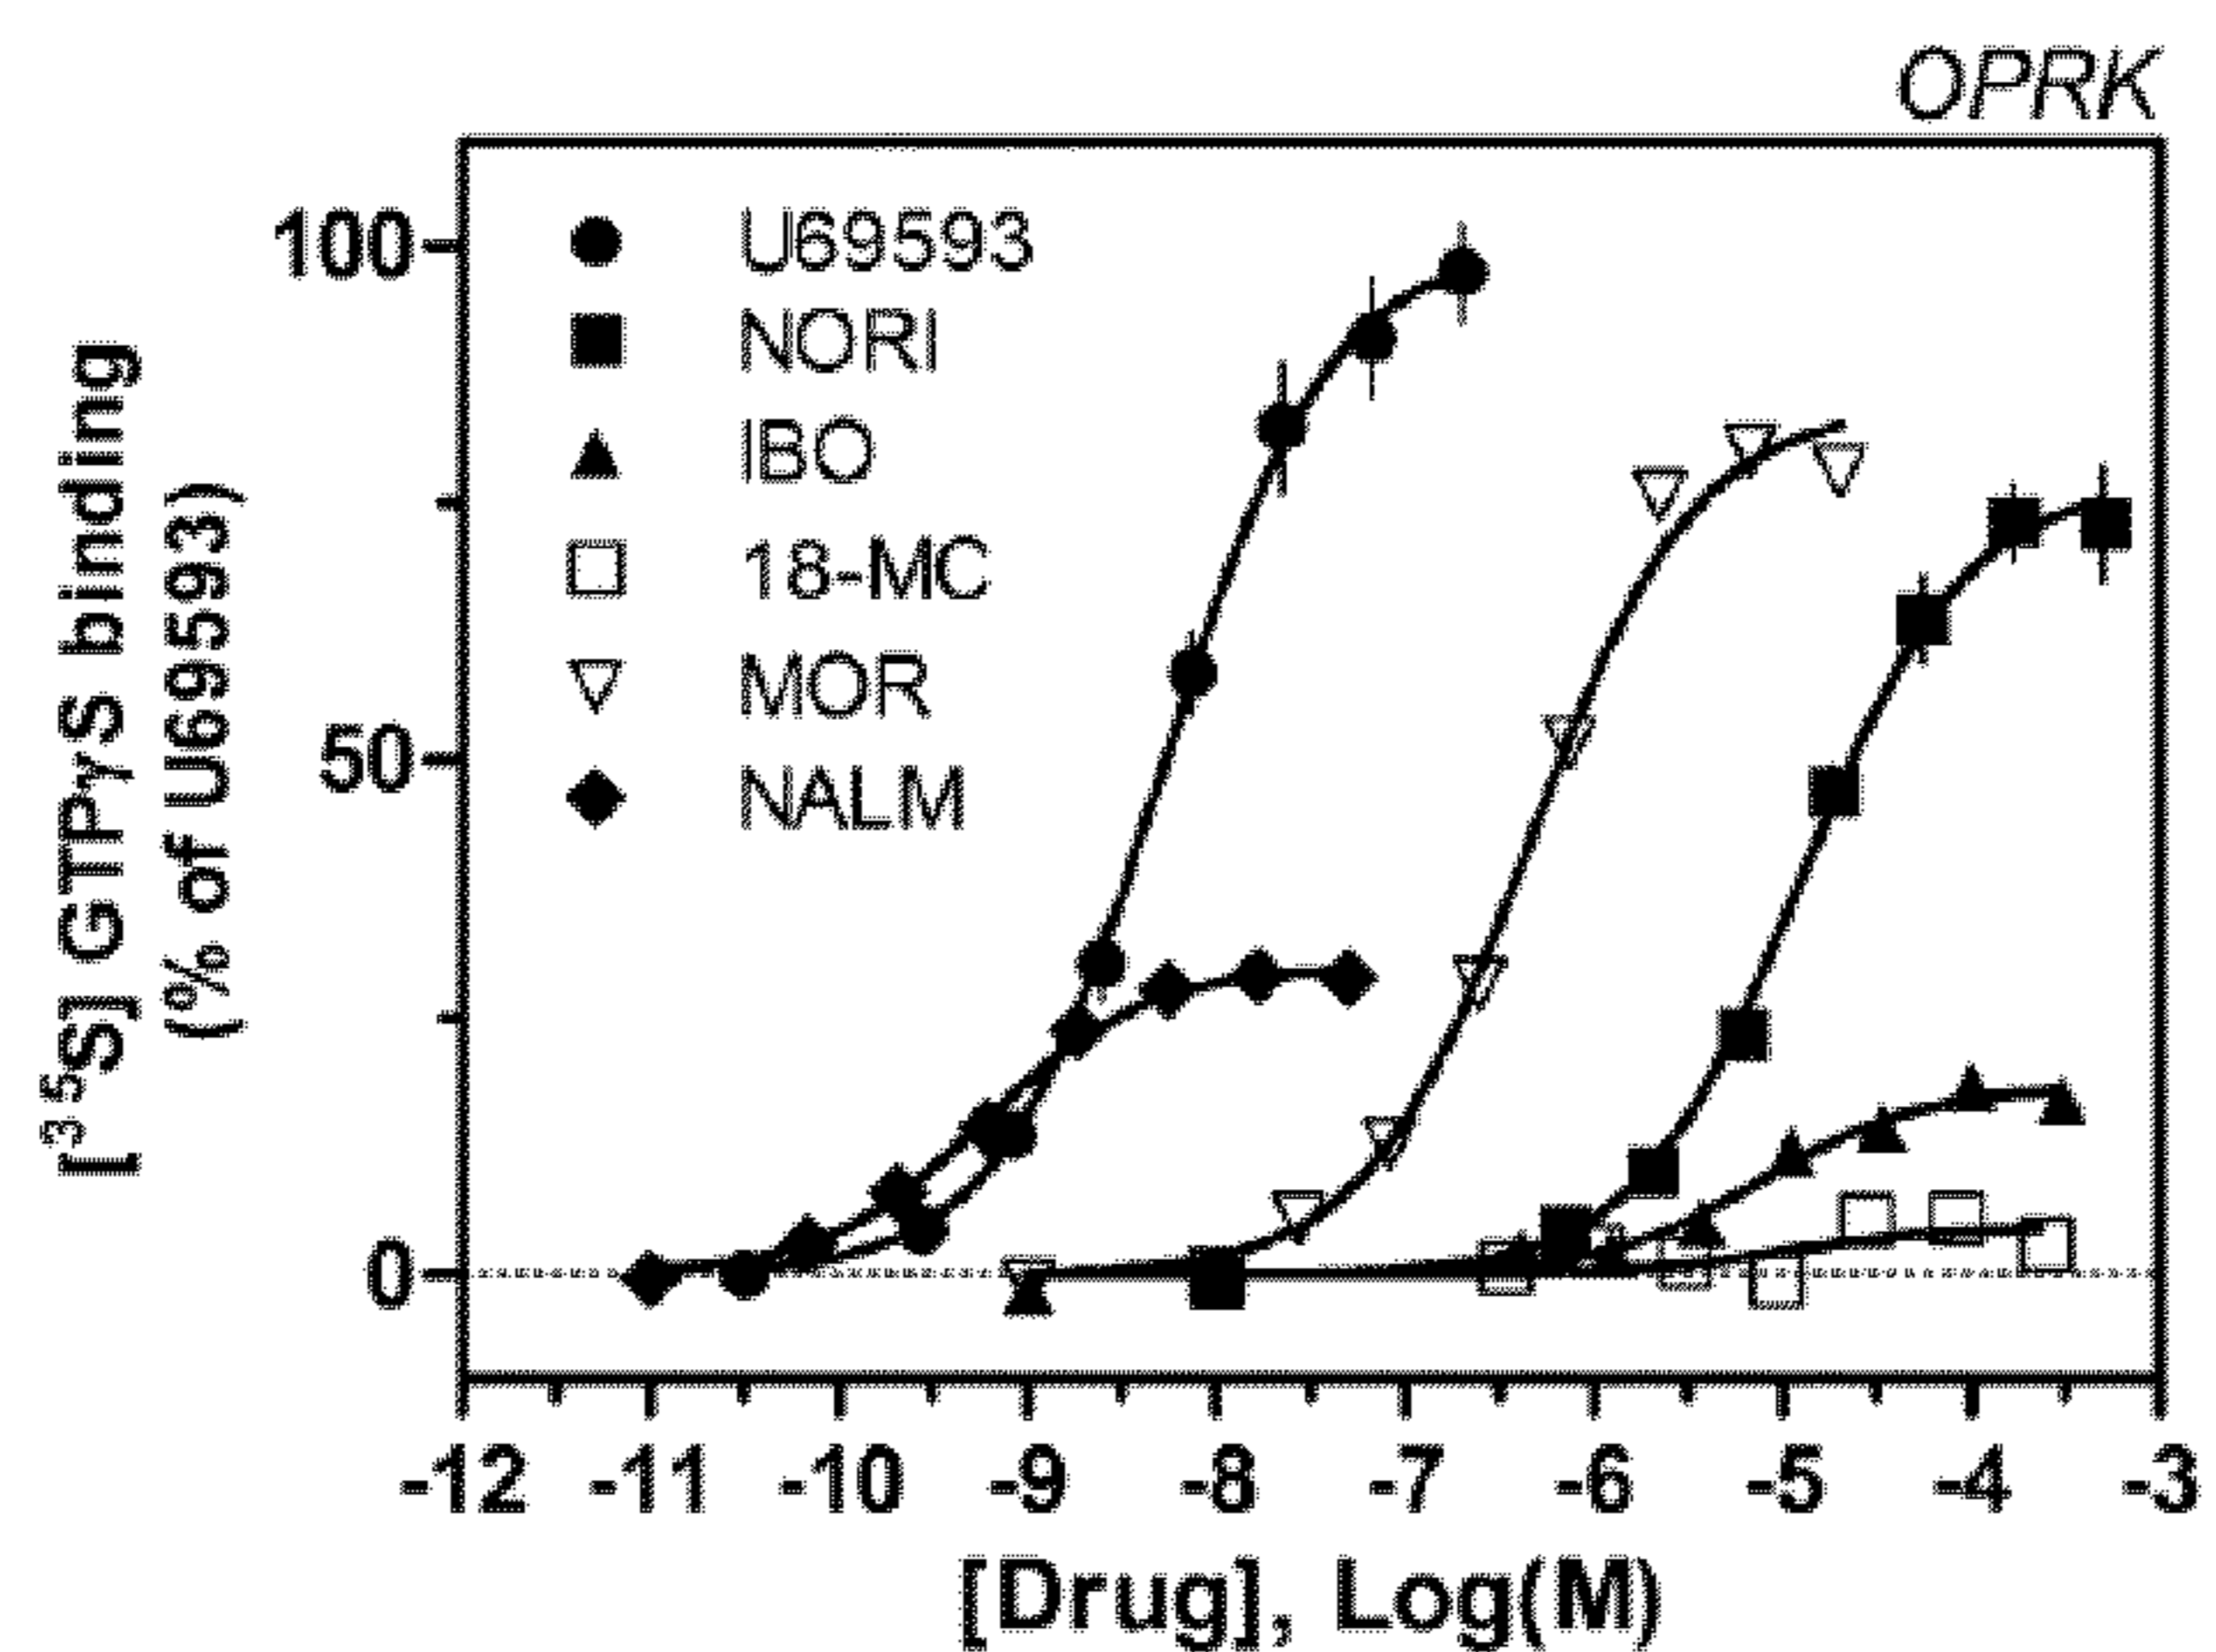 OPRK
[³⁵S] GTPγS binding
(% of U69593)
100
50
0
U69593
NORI
IBO
18-MC
MOR
NALM
-12 -11 -10 -9 -8 -7 -6 -5 -4 -3
[Drug], Log(M)